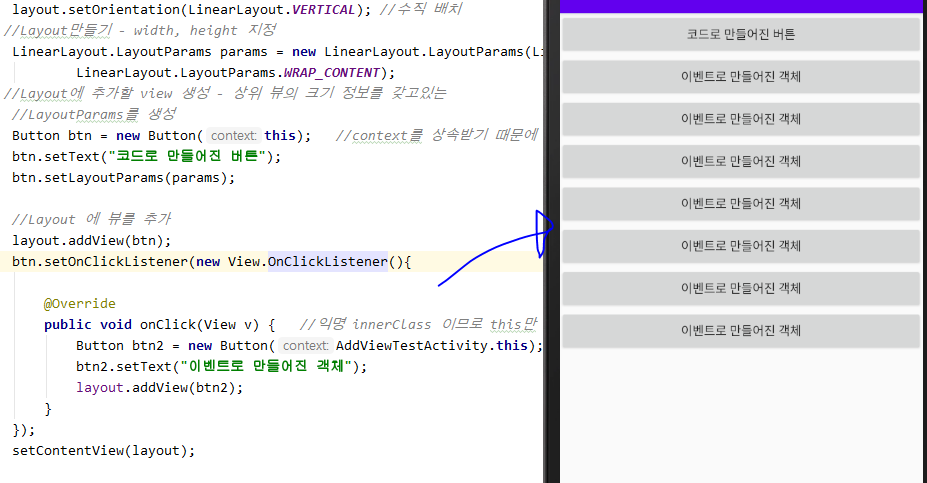 layout.setOrientation(LinearLayout.VERTICAL); //수직 배치
//Layout만들기 - width, height 지정
LinearLayout.LayoutParams params = new LinearLayout.LayoutParams(Li
LinearLayout.LayoutParams.WRAP_CONTENT);
//Layout에 추가할 view 생성 - 상위 뷰의 크기 정보를 갖고있는
//LayoutParams를 생성
Button btn = new Button( context: this); //context를 상속받기 때문에
btn.setText("코드로 만들어진 버튼");
btn.setLayoutParams(params);
//Layout 에 뷰를 추가
layout.addView(btn);
btn.setOnClickListener(new View.OnClickListener(){
@Override
public void onClick(View v) { //익명 innerClass 이므로 this만
Button btn2 = new Button( context: AddViewTestActivity.this);
btn2.setText("이벤트로 만들어진 객체");
layout.addView(btn2);
}
});
setContentView(layout);
코드로 만들어진 버튼
이벤트로 만들어진 객체
이벤트로 만들어진 객체
이벤트로 만들어진 객체
이벤트로 만들어진 객체
이벤트로 만들어진 객체
이벤트로 만들어진 객체
이벤트로 만들어진 객체